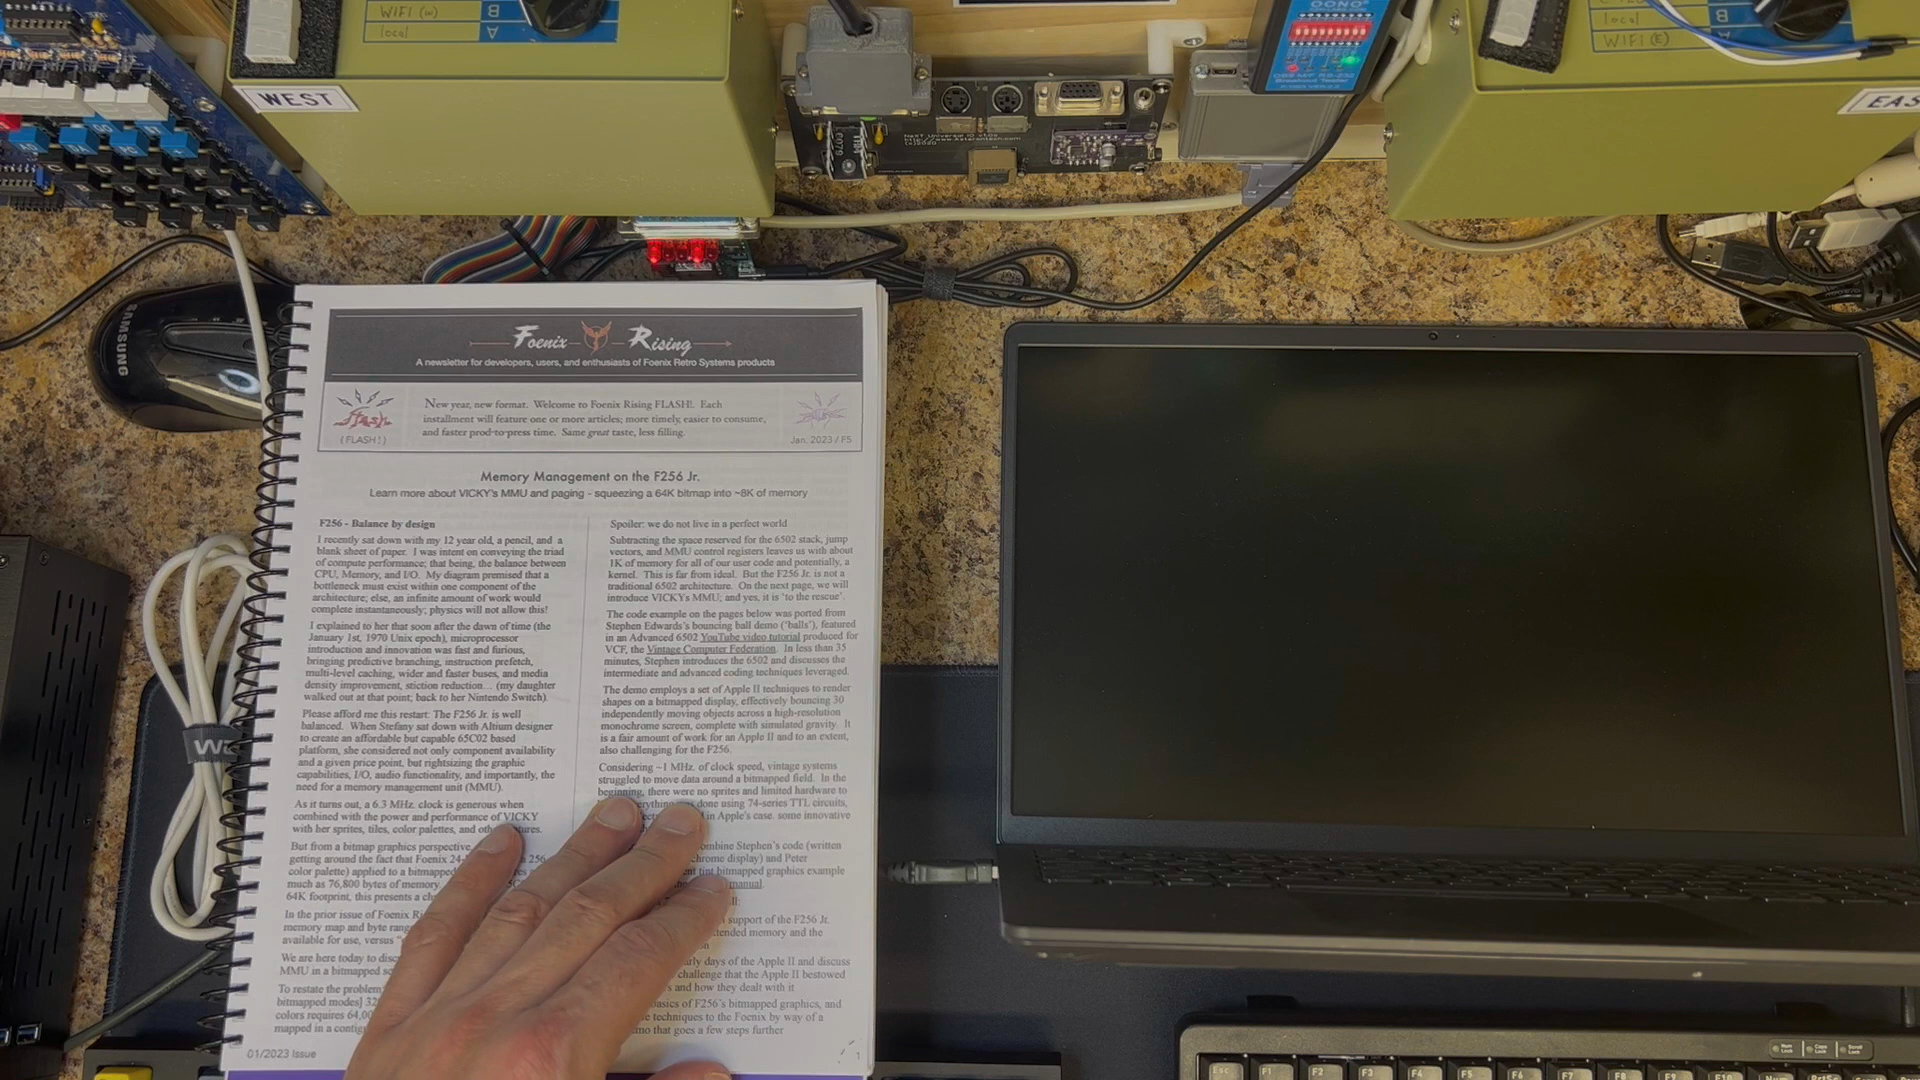 WIFI (W)
local
B
A
WEST
OONO
B
A
local
WIFI (E)
EAS
SAMSUNG
Foenix Rising
A newsletter for developers, users, and enthusiasts of Foenix Retro Systems products
flash
(FLASH!)
New year, new format. Welcome to Foenix Rising FLASH!. Each
installment will feature one or more articles; more timely, easier to consume,
and faster prod-to-press time. Same great taste, less filling.
Jan. 2023 / F5
Memory Management on the F256 Jr.
Learn more about VICKY's MMU and paging - squeezing a 64K bitmap into ~8K of memory
F256 - Balance by design
I recently sat down with my 12 year old, a pencil, and a
blank sheet of paper. I was intent on conveying the triad
of compute performance; that being, the balance between
CPU, Memory, and I/O. My diagram premised that a
bottleneck must exist within one component of the
architecture; else, an infinite amount of work would
complete instantaneously; physics will not allow this!
I explained to her that soon after the dawn of time (the
January 1st, 1970 Unix epoch), microprocessor
introduction and innovation was fast and furious,
bringing predictive branching, instruction prefetch,
multi-level caching, wider and faster buses, and media
density improvement, stiction reduction... (my daughter
walked out at that point; back to her Nintendo Switch).
Please afford me this restart: The F256 Jr. is well
balanced. When Stefany sat down with Altium designer
to create an affordable but capable 65C02 based
platform, she considered not only component availability
and a given price point, but rightsizing the graphic
capabilities, I/O, audio functionality, and importantly, the
need for a memory management unit (MMU).
As it turns out, a 6.3 MHz. clock is generous when
combined with the power and performance of VICKY
with her sprites, tiles, color palettes, and
But from a bitmap graphics perspective,
getting around the fact that Foenix 256
color palette) applied to a bitmapped
much as 76,800 bytes of memory.
64K footprint, this presents a
In the prior issue of Foenix
memory map and byte
available for use, versus
We are here today to
MMU in a bitmapped
To restate the problem
bitmapped modes]
colors requires
mapped in a
01/2023 Issue
Spoiler: we do not live in a perfect world
Subtracting the space reserved for the 6502 stack, jump
vectors, and MMU control registers leaves us with about
1K of memory for all of our user code and potentially, a
kernel. This is far from ideal. But the F256 Jr. is not a
traditional 6502 architecture. On the next page, we will
introduce VICKY's MMU; and yes, it is 'to the rescue'.
The code example on the pages below was ported from
Stephen Edwards's bouncing ball demo ('balls'), featured
in an Advanced 6502 YouTube video tutorial produced for
VCF, the Vintage Computer Federation. In less than 35
minutes, Stephen introduces the 6502 and discusses the
intermediate and advanced coding techniques leveraged.
The demo employs a set of Apple II techniques to render
shapes on a bitmapped display, effectively bouncing 30
independently moving objects across a high-resolution
monochrome screen, complete with simulated gravity. It
is a fair amount of work for an Apple II and to an extent,
also challenging for the F256.
Considering ~1 MHz. of clock speed, vintage systems
struggled to move data around a bitmapped field. In the
beginning, there were no sprites and limited hardware to
done using 74-series TTL circuits,
in Apple's case, some innovative
Stephen's code (written
display) and Peter
tint bitmapped graphics example
manual.
support of the F256 Jr.
memory and the
days of the Apple II and discuss
challenge that the Apple II bestowed
and how they dealt with it
basics of F256's bitmapped graphics, and
techniques to the Foenix by way of a
that goes a few steps further
1
Num Lock
Caps Lock
Scroll Lock
Esc F1 F2 F3 F4 F5 F6 F7 F8 F9 F10